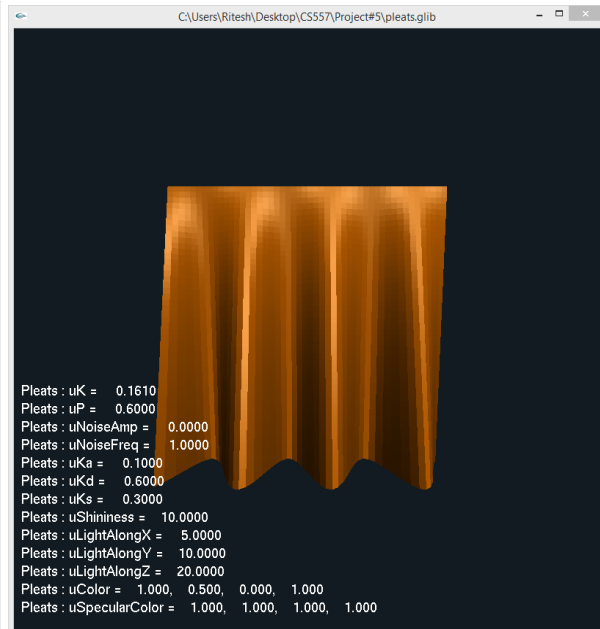 C:\Users\Ritesh\Desktop\CS557\Project#5\pleats.glib
Pleats : uK = 0.1610
Pleats : uP = 0.6000
Pleats : uNoiseAmp = 0.0000
Pleats : uNoiseFreq = 1.0000
Pleats : uKa = 0.1000
Pleats : uKd = 0.6000
Pleats : uKs = 0.3000
Pleats : uShininess = 10.0000
Pleats : uLightAlongX = 5.0000
Pleats : uLightAlongY = 10.0000
Pleats : uLightAlongZ = 20.0000
Pleats : uColor = 1.000, 0.500, 0.000, 1.000
Pleats : uSpecularColor = 1.000, 1.000, 1.000, 1.000